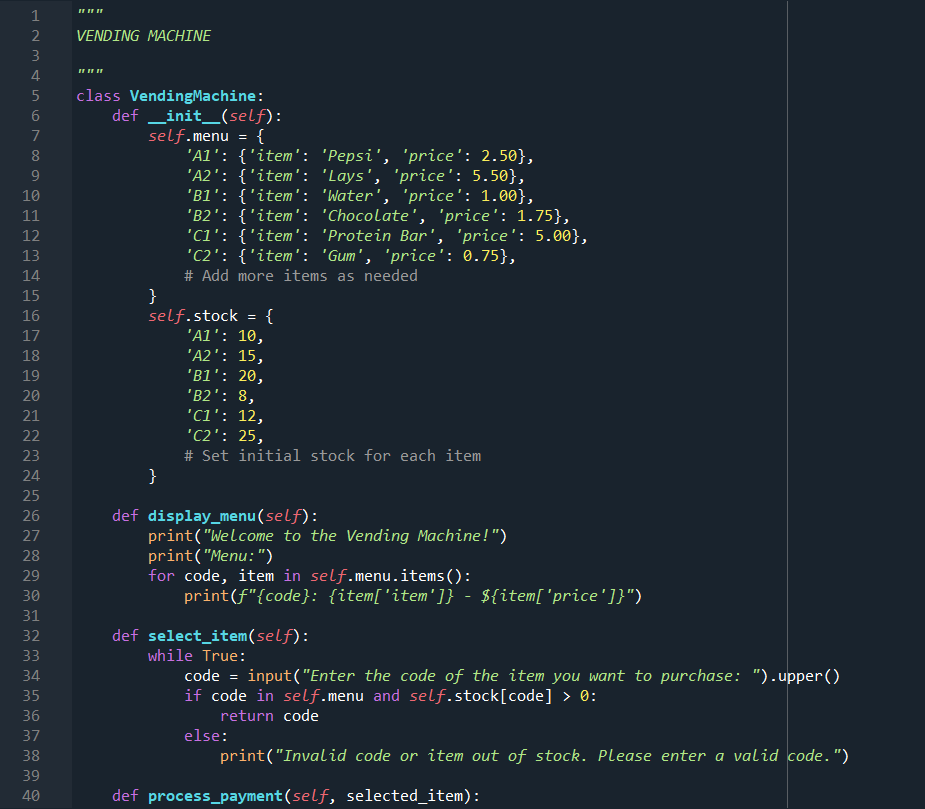 1 """
2 VENDING MACHINE
3
4 """
5 class VendingMachine:
6     def __init__(self):
7         self.menu = {
8             'A1': {'item': 'Pepsi', 'price': 2.50},
9             'A2': {'item': 'Lays', 'price': 5.50},
10             'B1': {'item': 'Water', 'price': 1.00},
11             'B2': {'item': 'Chocolate', 'price': 1.75},
12             'C1': {'item': 'Protein Bar', 'price': 5.00},
13             'C2': {'item': 'Gum', 'price': 0.75},
14             # Add more items as needed
15         }
16         self.stock = {
17             'A1': 10,
18             'A2': 15,
19             'B1': 20,
20             'B2': 8,
21             'C1': 12,
22             'C2': 25,
23             # Set initial stock for each item
24         }
25
26     def display_menu(self):
27         print("Welcome to the Vending Machine!")
28         print("Menu:")
29         for code, item in self.menu.items():
30             print(f"{code}: {item['item']} - ${item['price']}")
31
32     def select_item(self):
33         while True:
34             code = input("Enter the code of the item you want to purchase: ").upper()
35             if code in self.menu and self.stock[code] > 0:
36                 return code
37             else:
38                 print("Invalid code or item out of stock. Please enter a valid code.")
39
40     def process_payment(self, selected_item):